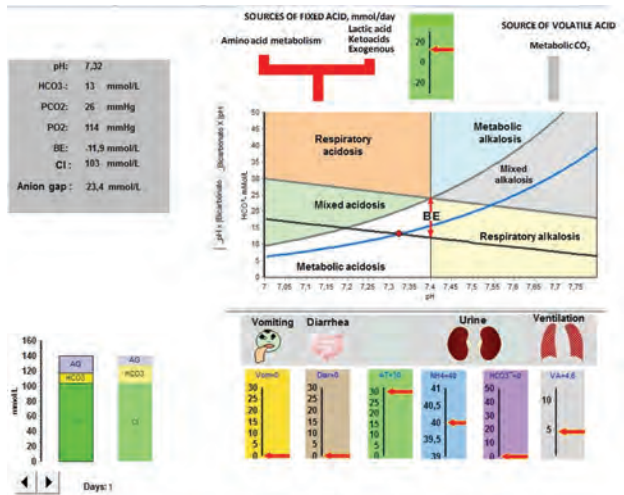 SOURCES OF FIXED ACID, mmol/day
Lactic acid
Ketoacids
Exogenous
Amino acid metabolism
20
0
-20
SOURCE OF VOLATILE ACID
Metabolic CO2
pH: 7,32
HCO3-: 13 mmol/L
PCO2: 26 mmHg
PO2: 114 mmHg
BE: -11,9 mmol/L
Cl: 103 mmol/L
Anion gap: 23,4 mmol/L
HCO3- mMol/L
50
45
40
35
30
25
20
15
10
5
0
Respiratory
acidosis
Metabolic
alkalosis
Mixed
alkalosis
Mixed acidosis
BE
Respiratory alkalosis
Metabolic acidosis
7 7,05 7,1 7,15 7,2 7,25 7,3 7,35 7,4 7,45 7,5 7,55 7,6 7,65 7,7 7,75
pH
Vomiting
Diarrhea
Urine
Ventilation
Vom=0
30
25
20
15
10
5
0
Diar=0
30
25
20
15
10
5
0
AT=30
30
25
20
15
10
5
0
NH4=40
41
40,5
40
39,5
39
HCO3-=0
50
40
30
20
10
0
VA=4,6
10
5
mmol/L
160
140
120
100
80
60
40
20
0
AG
HCO3
AG
HCO3
Cl
Days: 1